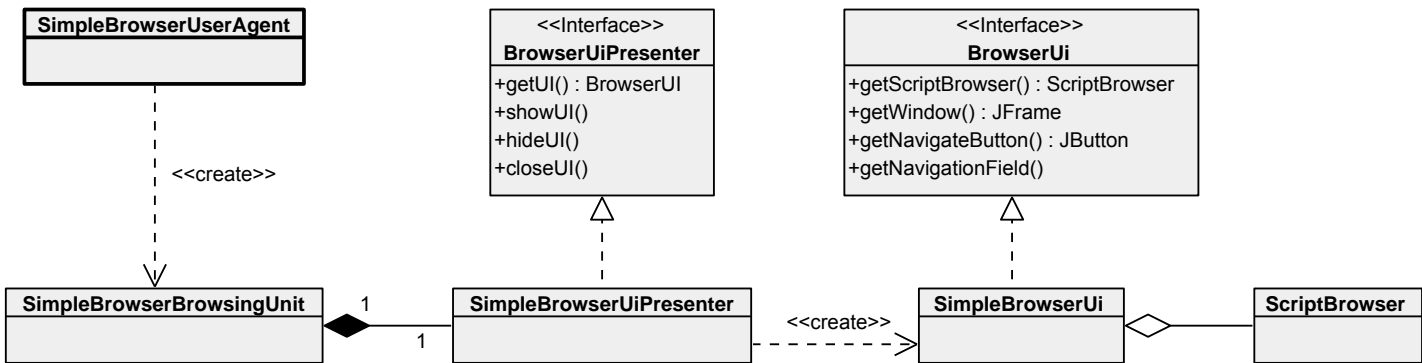 SimpleBrowserUserAgent
<<Interface>>
BrowserUiPresenter
+getUI() : BrowserUI
+showUI()
+hideUI()
+closeUI()
<<Interface>>
BrowserUi
+getScriptBrowser() : ScriptBrowser
+getWindow() : JFrame
+getNavigateButton() : JButton
+getNavigationField()
<<create>>
SimpleBrowserBrowsingUnit
1
1
SimpleBrowserUiPresenter
<<create>>
SimpleBrowserUi
ScriptBrowser